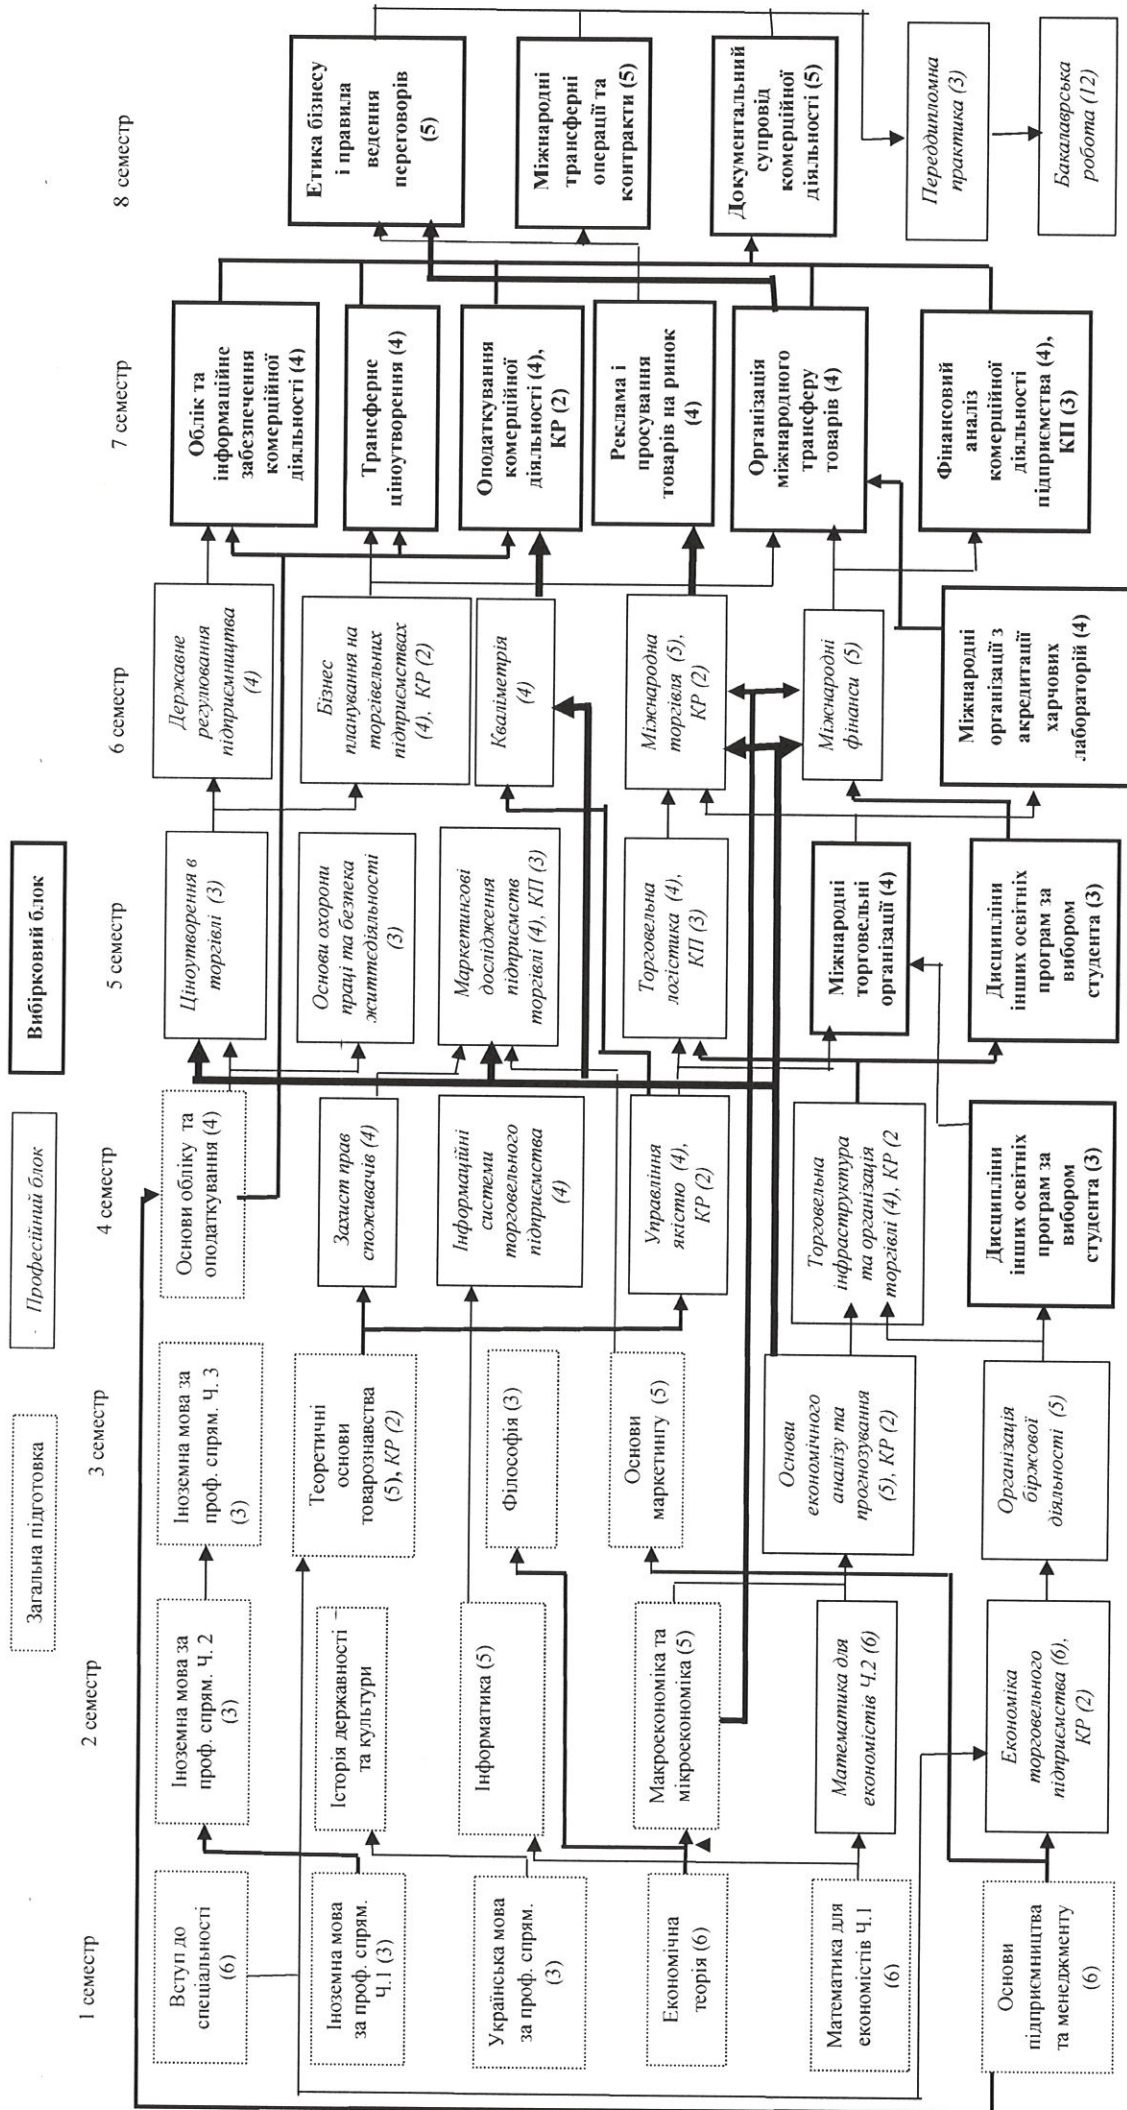 Загальна підготовка
Професійний блок
Вибірковий блок
1 семестр
2 семестр
3 семестр
4 семестр
5 семестр
6 семестр
7 семестр
8 семестр
Вступ до
спеціальності
(6)
Іноземна мова
за проф. спрям.
Ч.1 (3)
Українська мова
за проф. спрям.
(3)
Економічна
теорія (6)
Математика для
економістів Ч.1
(6)
Основи
підприємництва
та менеджменту
(6)
Іноземна мова за
проф. спрям. Ч. 2
(3)
Історія державності
та культури
Інформатика (5)
Макроекономіка та
мікроекономіка (5)
Математика для
економістів Ч.2 (6)
Економіка
торговельного
підприємства (6),
КР (2)
Іноземна мова за
проф. спрям. Ч. 3
(3)
Теоретичні
основи
товарознавства
(5), КР (2)
Філософія (3)
Основи
маркетингу (5)
Основи
економічного
аналізу та
прогнозування
(5), КР (2)
Організація
біржової
діяльності (5)
Основи обліку та
оподаткування (4)
Захист прав
споживачів (4)
Інформаційні
системи
торговельного
підприємства
(4)
Управління
якістю (4),
КР (2)
Торговельна
інфраструктура
та організація
торгівлі (4), КР (2
Дисципліни
інших освітніх
програм за
вибором
студента (3)
Ціноутворення в
торгівлі (3)
Основи охорони
праці та безпека
життєдіяльності
(3)
Маркетингові
дослідження
підприємств
торгівлі (4), КП (3)
Торговельна
логістика (4),
КП (3)
Міжнародні
торговельні
організації (4)
Дисципліни
інших освітніх
програм за
вибором
студента (3)
Державне
регулювання
підприємництва
(4)
Бізнес
планування на
торгівельних
підприємствах
(4), КР (2)
Кваліметрія
(4)
Міжнародна
торгівля (5),
КР (2)
Міжнародні
фінанси (5)
Міжнародні
організації з
акредитації
харчових
лабораторій (4)
Облік та
інформаційне
забезпечення
комерційної
діяльності (4)
Трансферне
ціноутворення (4)
Оподаткування
комерційної
діяльності (4),
КР (2)
Реклама і
просування
товарів на ринок
(4)
Організація
міжнародного
трансферу
товарів (4)
Фінансовий
аналіз
комерційної
діяльності
підприємства (4),
КП (3)
Етика бізнесу
і правила
ведення
переговорів
(5)
Міжнародні
трансферні
операції та
контракти (5)
Документальний
супровід
комерційної
діяльності (5)
Переддипломна
практика (3)
Бакалаврська
робота (12)